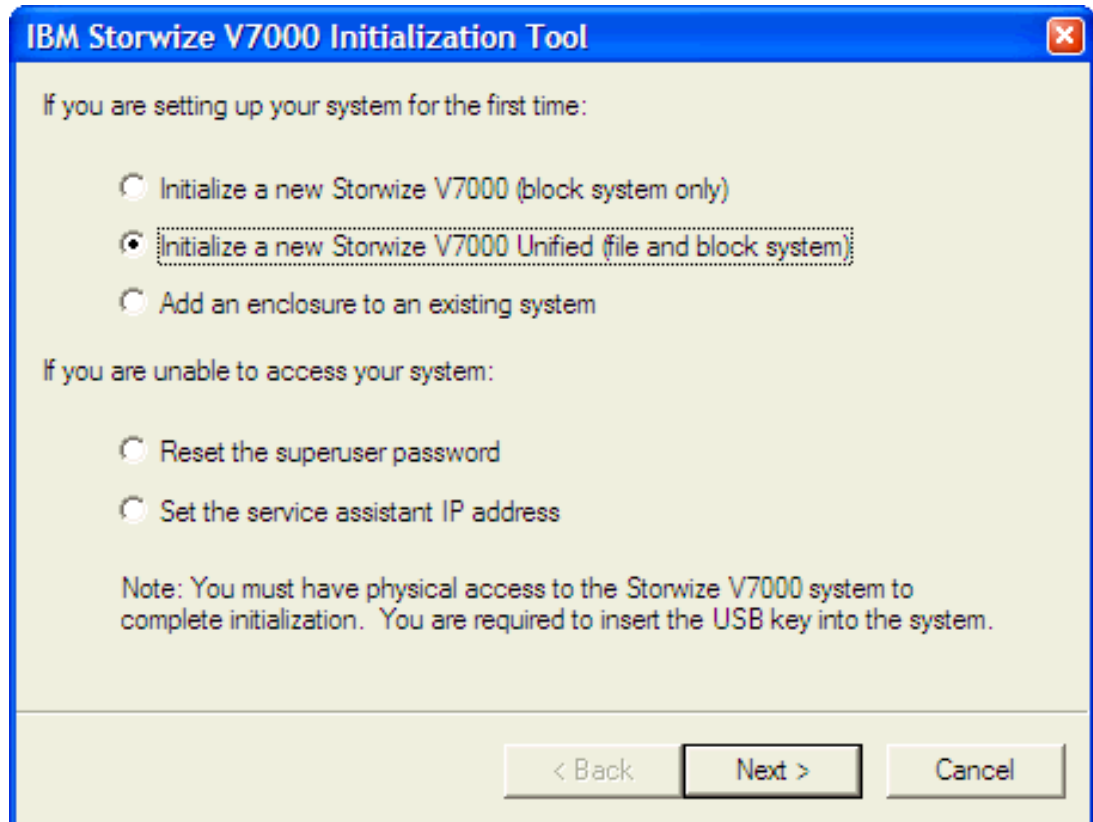 IBM Storwize V7000 Initialization Tool
If you are setting up your system for the first time:
Initialize a new Storwize V7000 (block system only)
Initialize a new Storwize V7000 Unified (file and block system)
Add an enclosure to an existing system
If you are unable to access your system:
Reset the superuser password
Set the service assistant IP address
Note: You must have physical access to the Storwize V7000 system to
complete initialization.  You are required to insert the USB key into the system.
< Back
Next >
Cancel